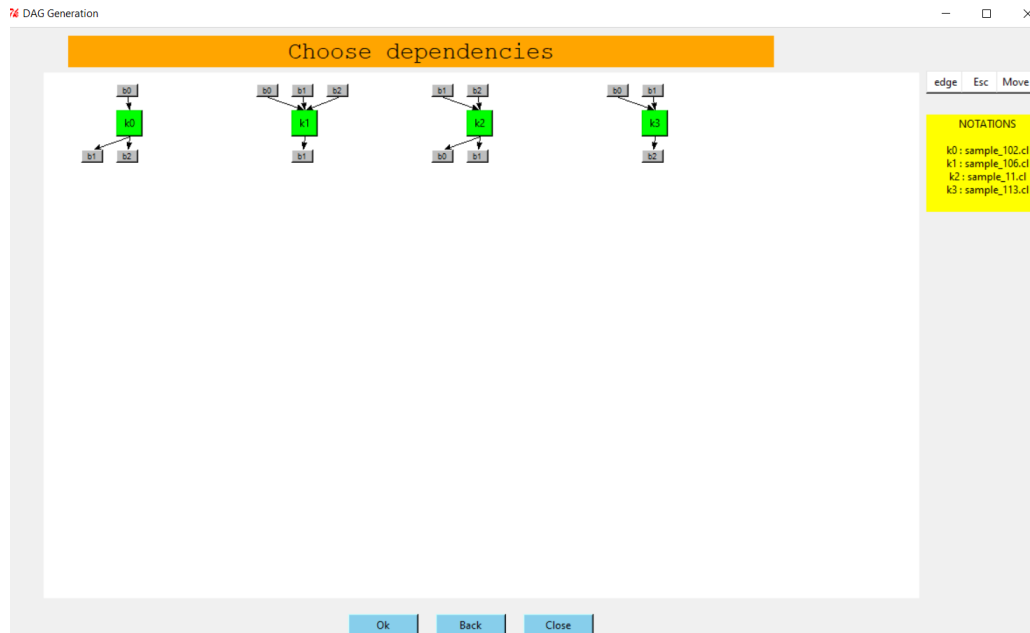 DAG Generation
Choose dependencies
edge Esc Move
b0 b0 b1 b2 b1 b2 b0 b1
k0 k1 k2 k3
b1 b2 b1 b0 b1 b2
NOTATIONS
k0 : sample_102.cl
k1 : sample_106.cl
k2 : sample_11.cl
k3 : sample_113.cl
Ok Back Close